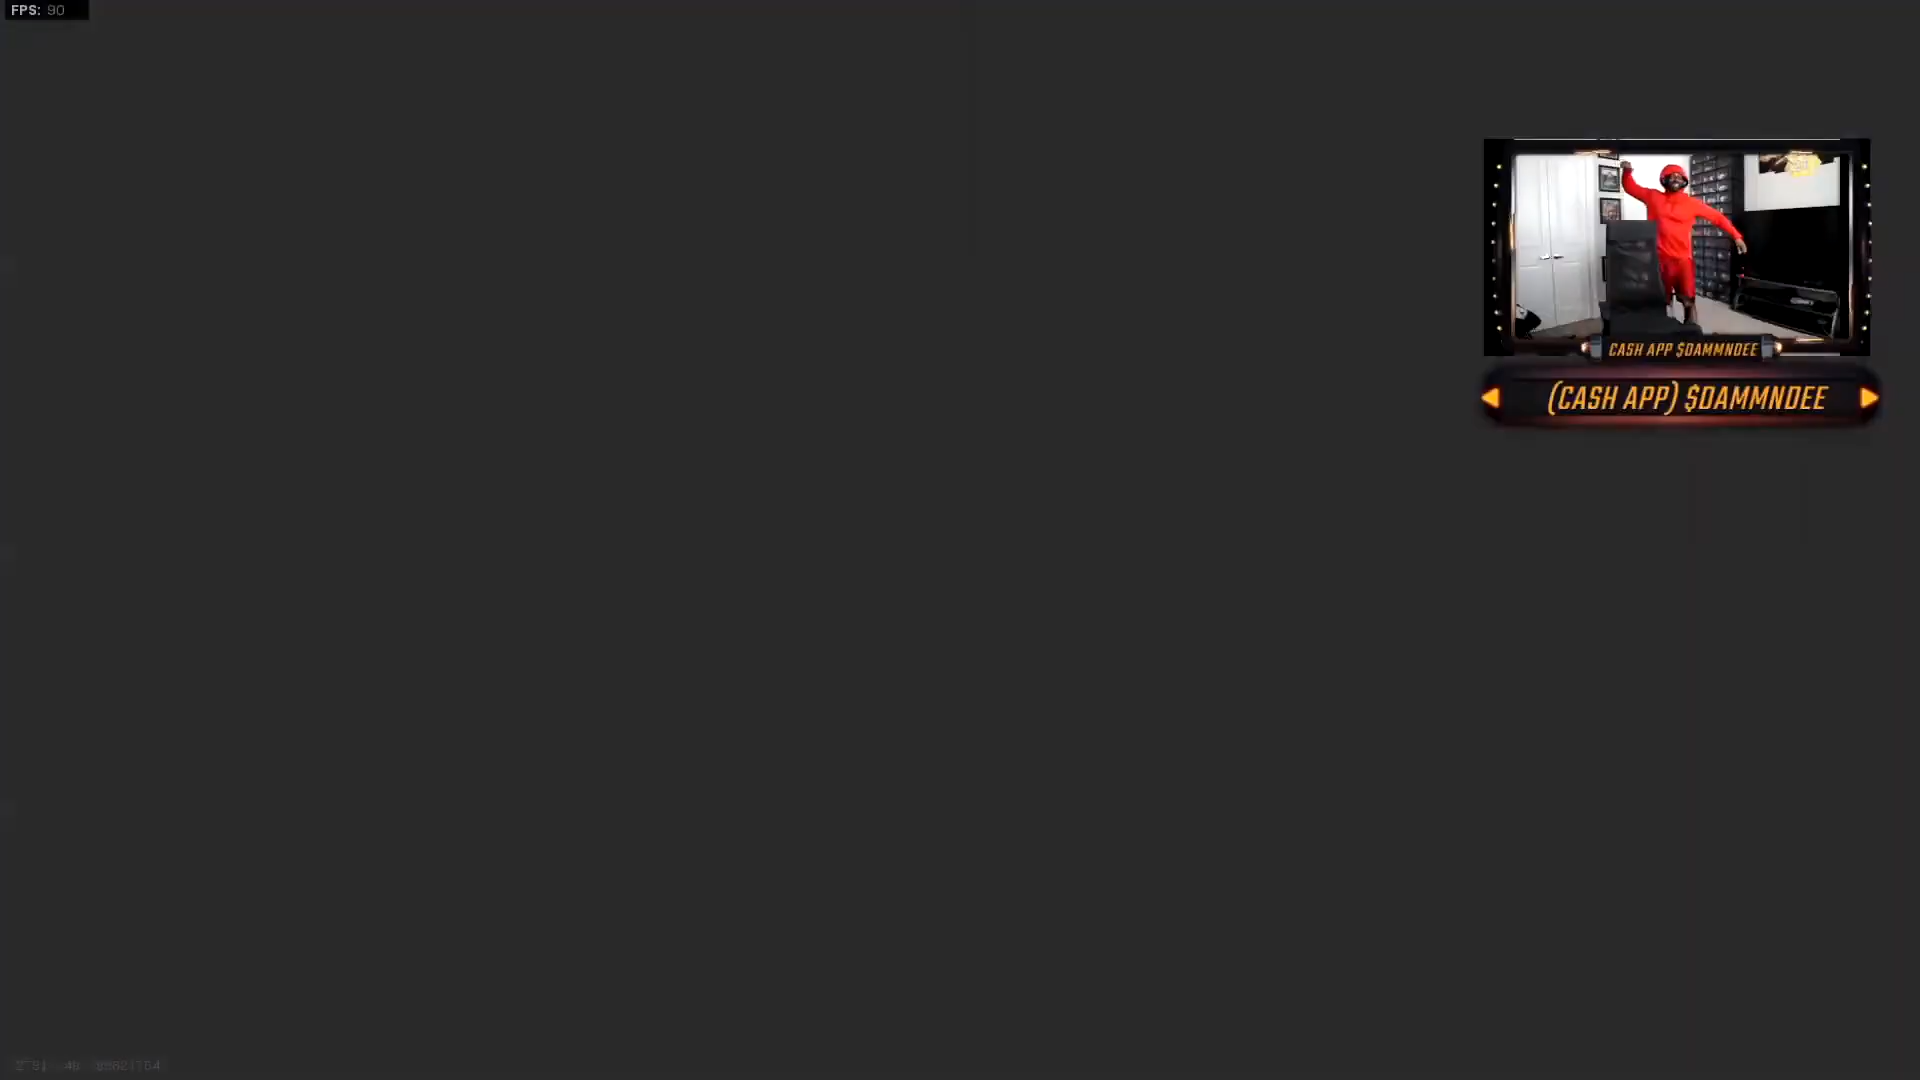 FPS: 90
CASH APP $DAMMNDEE
(CASH APP) $DAMMNDEE